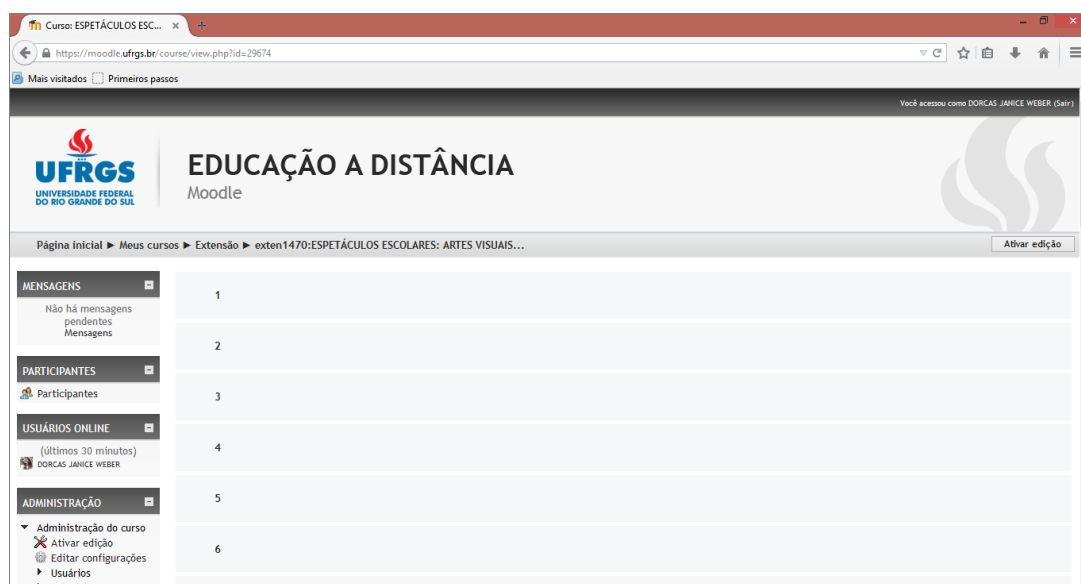 Curso: ESPETÁCULOS ESC...
https://moodle.ufrgs.br/course/view.php?id=29674
Mais visitados Primeiros passos
Você acessou como DORCAS JANICE WEBER (Sair)
UFRGS
UNIVERSIDADE FEDERAL
DO RIO GRANDE DO SUL
EDUCAÇÃO A DISTÂNCIA
Moodle
Página inicial ► Meus cursos ► Extensão ► exten1470:ESPETÁCULOS ESCOLARES: ARTES VISUAIS...
Ativar edição
MENSAGENS
Não há mensagens
pendentes
Mensagens
PARTICIPANTES
Participantes
USUÁRIOS ONLINE
(últimos 30 minutos)
DORCAS JANICE WEBER
ADMINISTRAÇÃO
Administração do curso
Ativar edição
Editar configurações
Usuários
1
2
3
4
5
6